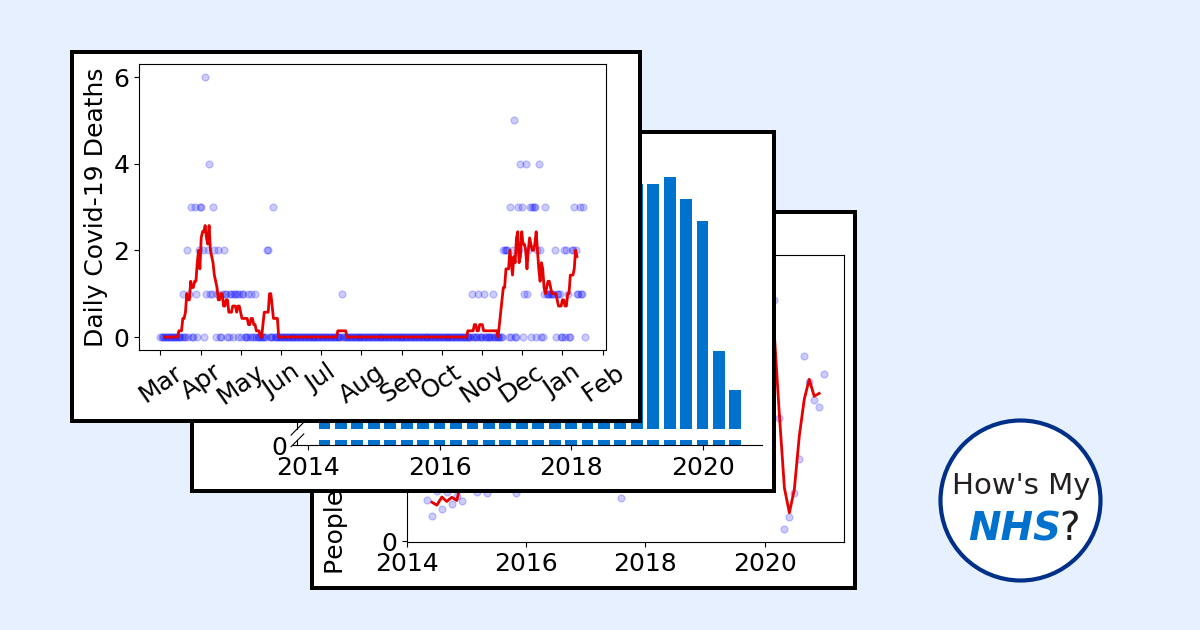 Daily Covid-19 Deaths
6
4
2
0
Mar Apr May Jun Jul Aug Sep Oct Nov Dec Jan Feb
0
2014 2016 2018 2020
People
0
2014 2016 2018 2020
How's My
NHS?